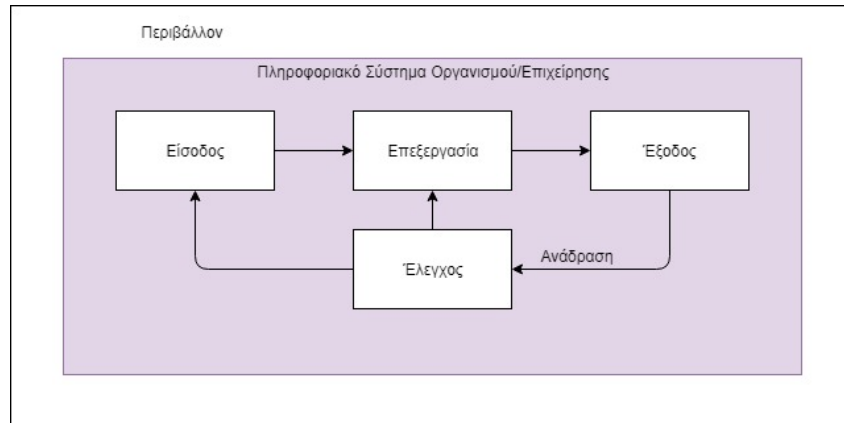 Περιβάλλον
Πληροφοριακό Σύστημα Οργανισμού/Επιχείρησης
Είσοδος
Επεξεργασία
Έξοδος
Έλεγχος
Ανάδραση